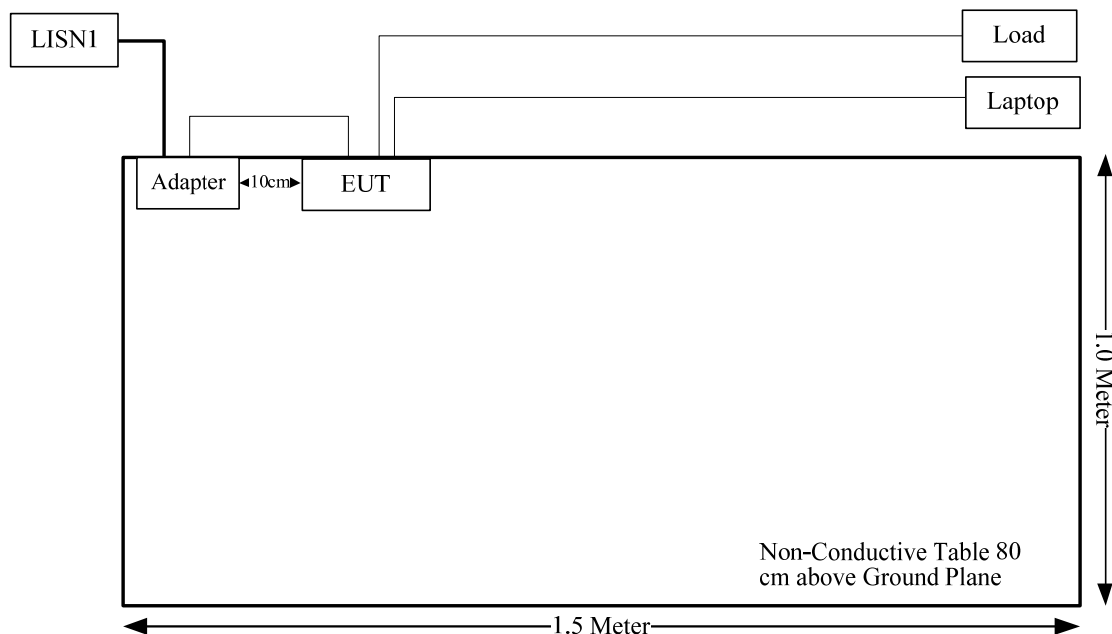 LISN1
Load
Laptop
Adapter
10cm
EUT
1.0 Meter
Non-Conductive Table 80
cm above Ground Plane
1.5 Meter